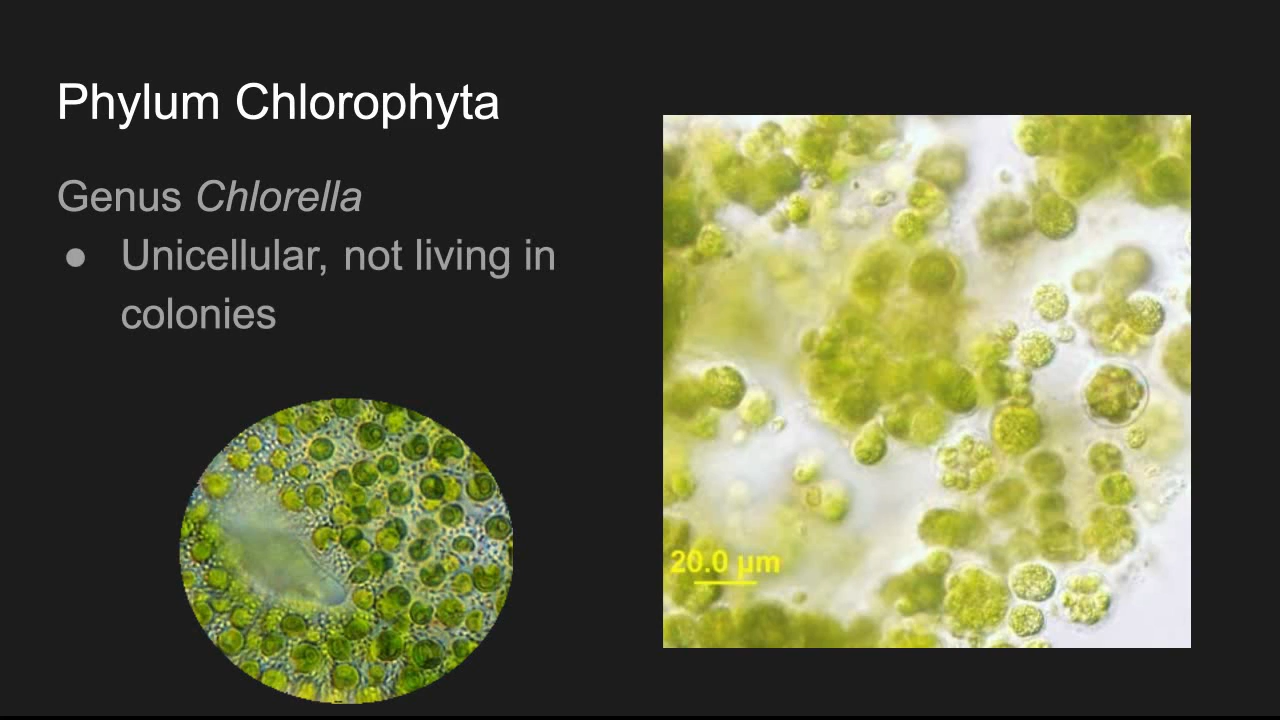 Phylum Chlorophyta
Genus Chlorella
● Unicellular, not living in
colonies
20.0 µm